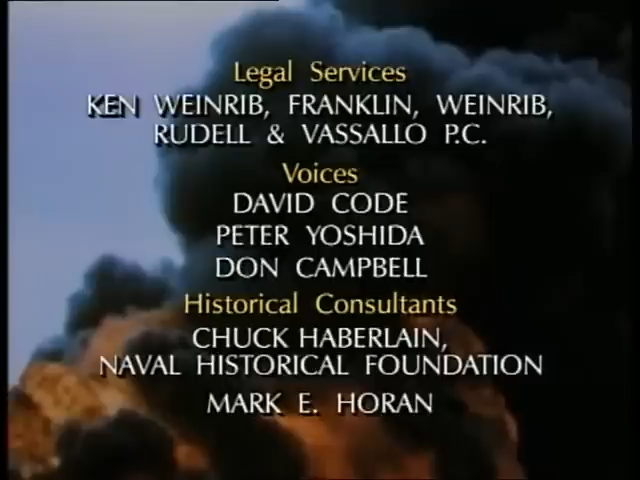 Legal Services
KEN WEINRIB, FRANKLIN, WEINRIB,
RUDELL & VASSALLO P.C.
Voices
DAVID CODE
PETER YOSHIDA
DON CAMPBELL
Historical Consultants
CHUCK HABERLAIN,
NAVAL HISTORICAL FOUNDATION
MARK E. HORAN